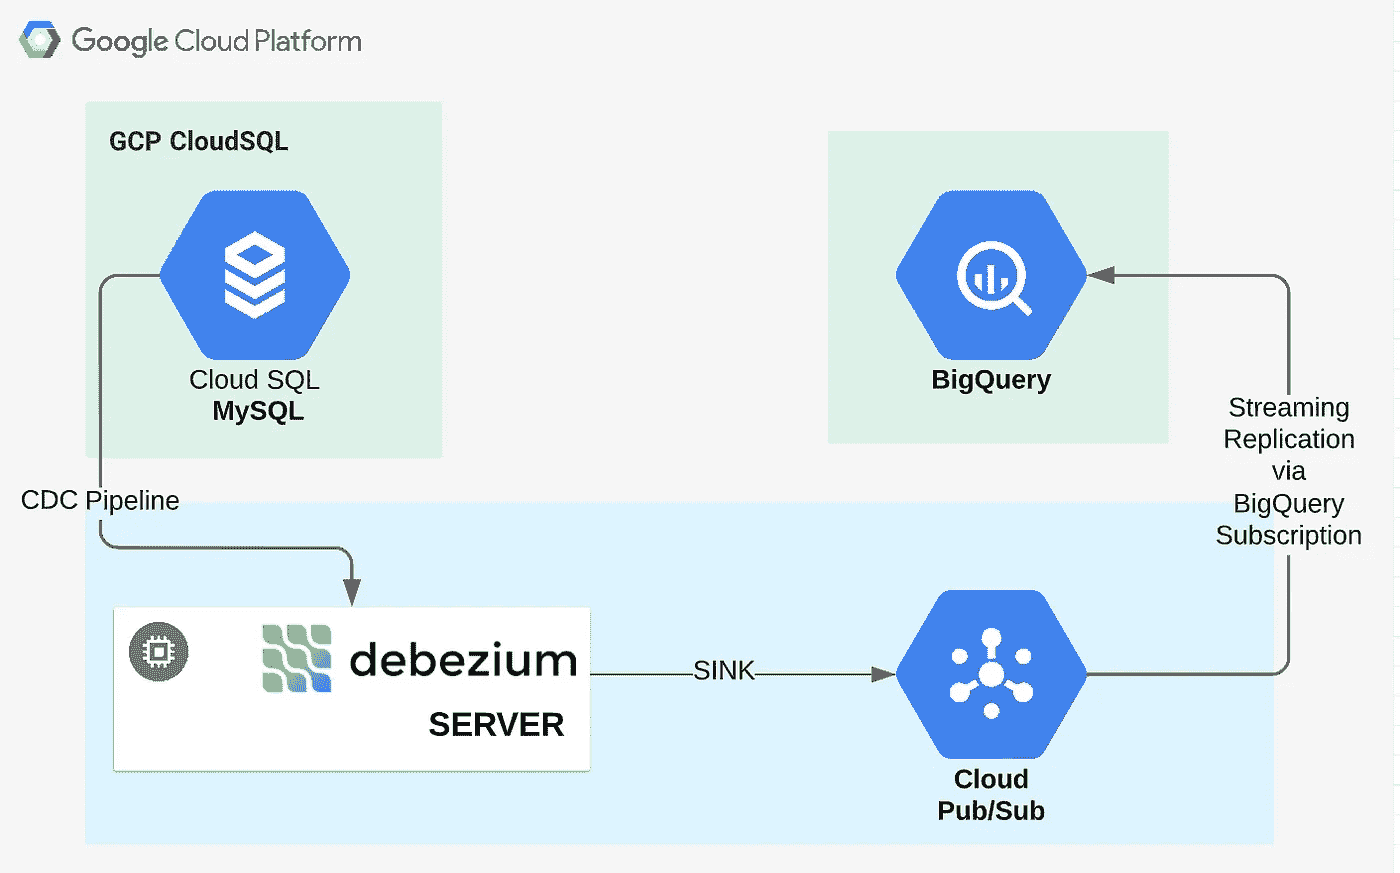 Google Cloud Platform
GCP CloudSQL
Cloud SQL
MySQL
BigQuery
Streaming
Replication
via
BigQuery
Subscription
CDC Pipeline
debezium
SERVER
SINK
Cloud
Pub/Sub